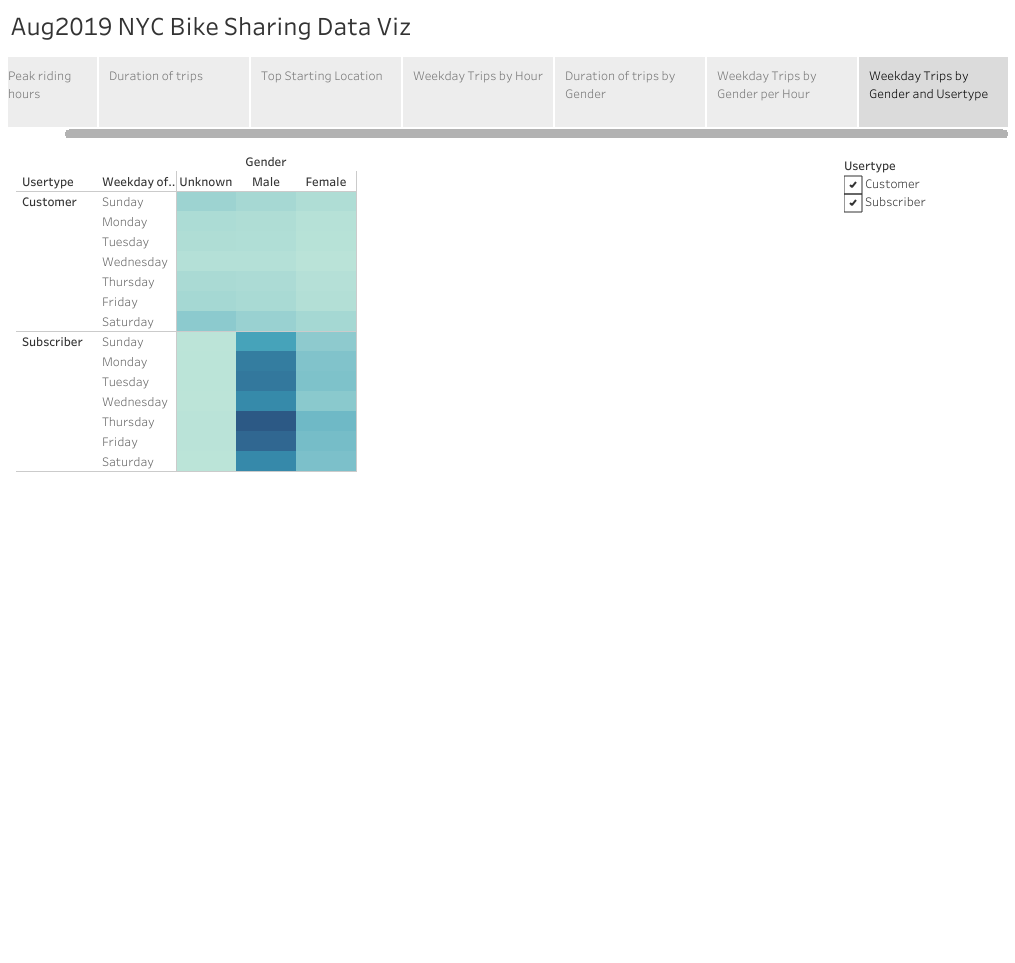 Aug2019 NYC Bike Sharing Data Viz
Peak riding
hours
Duration of trips
Top Starting Location
Weekday Trips by Hour
Duration of trips by
Gender
Weekday Trips by
Gender per Hour
Weekday Trips by
Gender and Usertype
Gender
Usertype Weekday of.. Unknown Male Female
Customer Sunday
Monday
Tuesday
Wednesday
Thursday
Friday
Saturday
Subscriber Sunday
Monday
Tuesday
Wednesday
Thursday
Friday
Saturday
Usertype
Customer
Subscriber